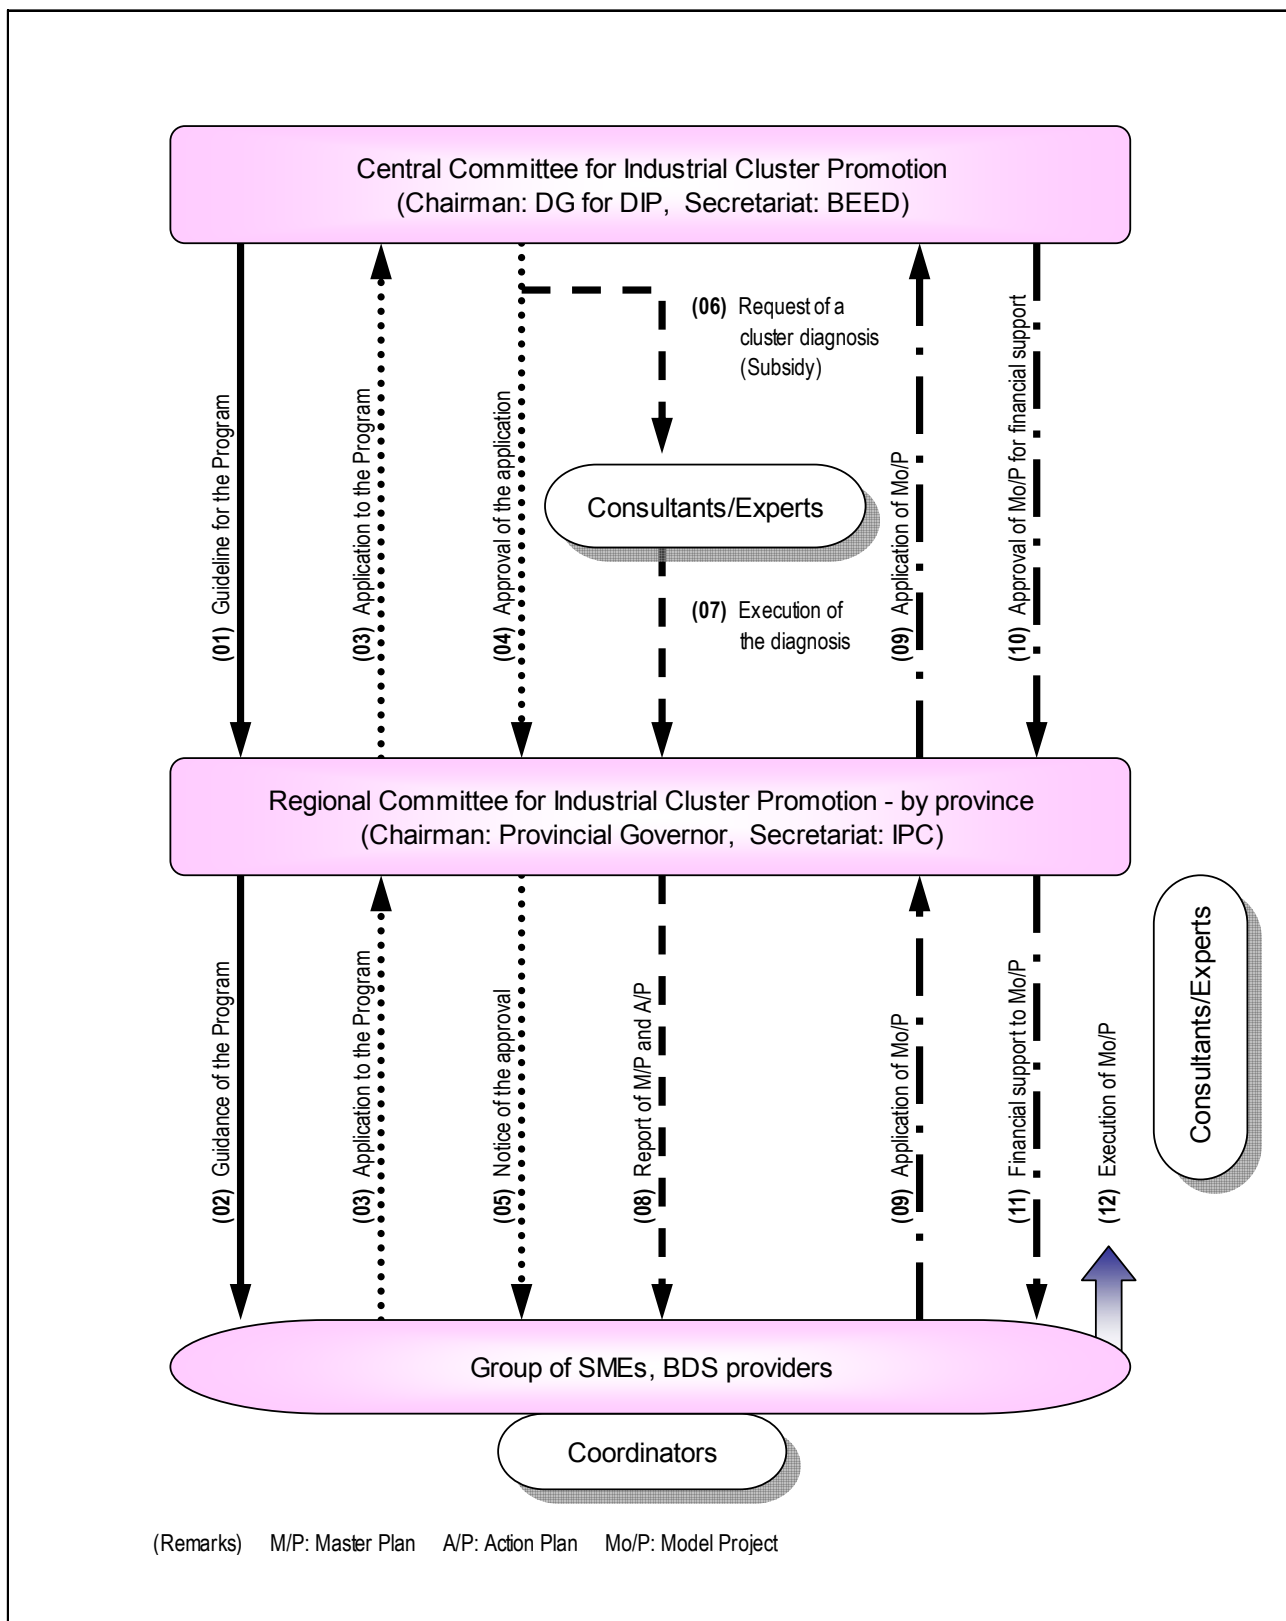 Central Committee for Industrial Cluster Promotion
(Chairman: DG for DIP, Secretariat: BEED)
(01) Guideline for the Program
(03) Application to the Program
(04) Approval of the application
(06) Request of a
cluster diagnosis
(Subsidy)
Consultants/Experts
(07) Execution of
the diagnosis
(09) Application of Mo/P
(10) Approval of Mo/P for financial support
Regional Committee for Industrial Cluster Promotion - by province
(Chairman: Provincial Governor, Secretariat: IPC)
(02) Guidance of the Program
(03) Application to the Program
(05) Notice of the approval
(08) Report of M/P and A/P
(09) Application of Mo/P
(11) Financial support to Mo/P
(12) Execution of Mo/P
Consultants/Experts
Group of SMEs, BDS providers
Coordinators
(Remarks) M/P: Master Plan A/P: Action Plan Mo/P: Model Project